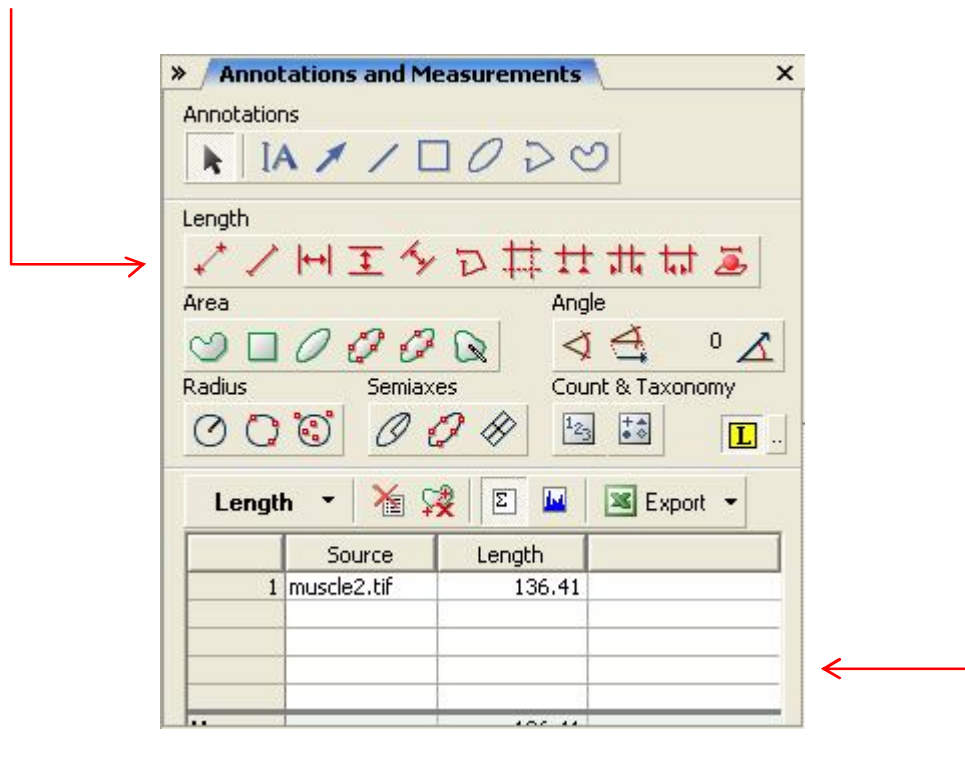 » Annotations and Measurements ×
Annotations
A
Length
Area Angle
0
Radius Semiaxes Count & Taxonomy
123 L ..
Length Σ Export
Source Length
1 muscle2.tif 136.41